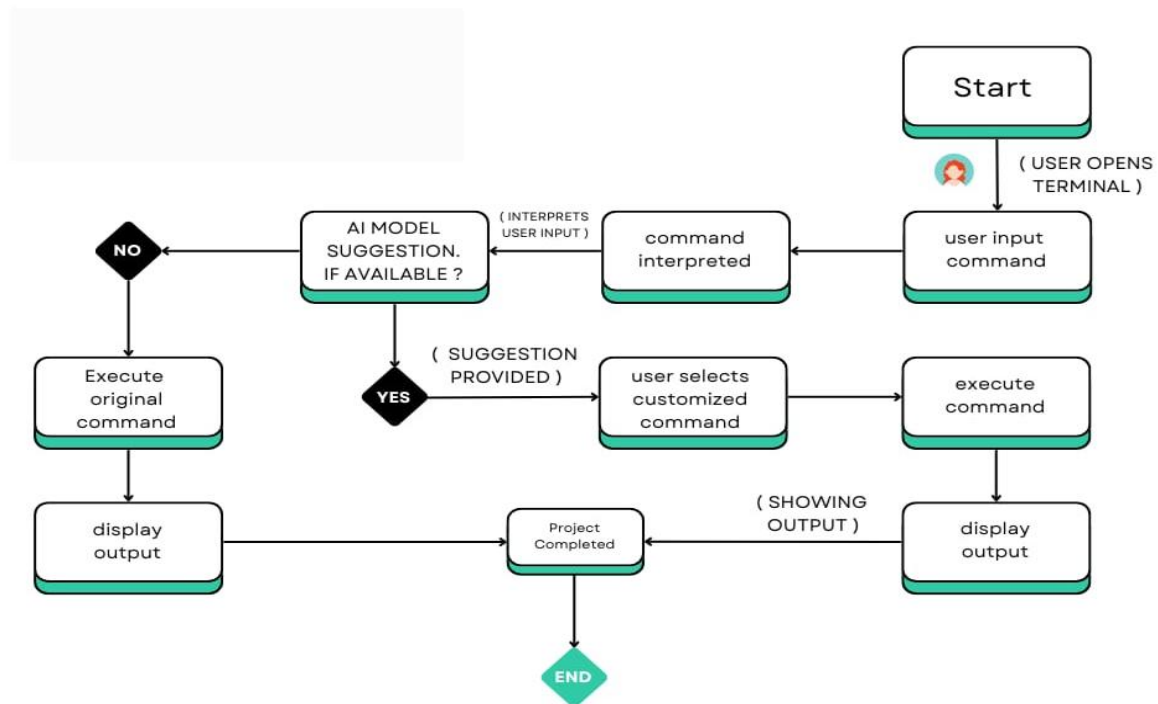 Start
( USER OPENS
TERMINAL )
user input
command
command
interpreted
( INTERPRETS
USER INPUT )
AI MODEL
SUGGESTION.
IF AVAILABLE ?
NO
Execute
original
command
display
output
YES
( SUGGESTION
PROVIDED )
user selects
customized
command
execute
command
display
output
( SHOWING
OUTPUT )
Project
Completed
END